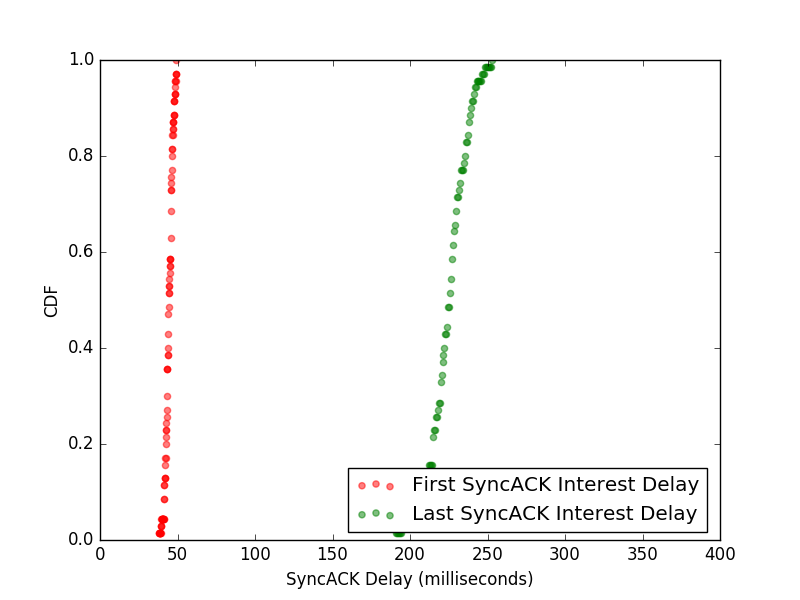 1.0
0.8
0.6
0.4
0.2
0.0
CDF
0 50 100 150 200 250 300 350 400
SyncACK Delay (milliseconds)
First SyncACK Interest Delay
Last SyncACK Interest Delay